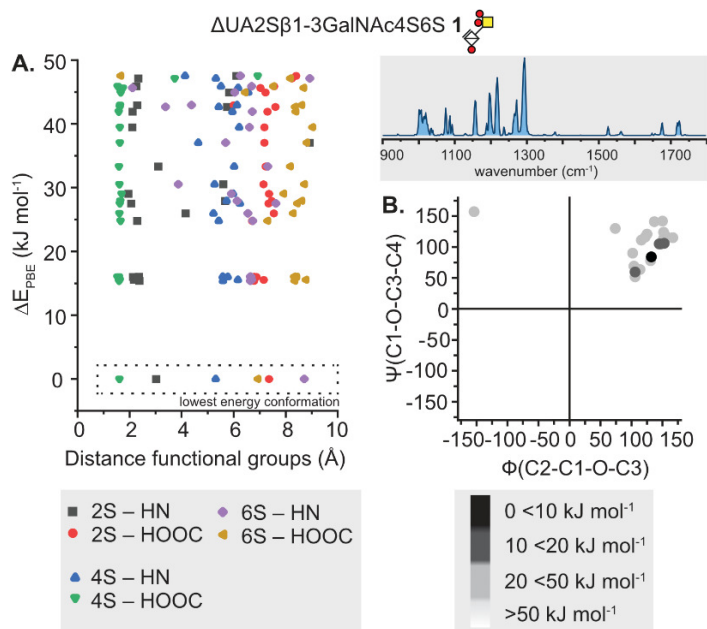 ΔUA2Sβ1-3GalNAc4S6S 1
A.
50
40
30
20
10
0
ΔE_PBE (kJ mol⁻¹)
lowest energy conformation
0 2 4 6 8 10
Distance functional groups (Å)
900 1100 1300 1500 1700
wavenumber (cm⁻¹)
B.
150
100
50
0
-50
-100
-150
Ψ(C1-O-C3-C4)
-150 -100 -50 0 50 100 150
Φ(C2-C1-O-C3)
2S – HN
2S – HOOC
4S – HN
4S – HOOC
6S – HN
6S – HOOC
0 <10 kJ mol⁻¹
10 <20 kJ mol⁻¹
20 <50 kJ mol⁻¹
>50 kJ mol⁻¹